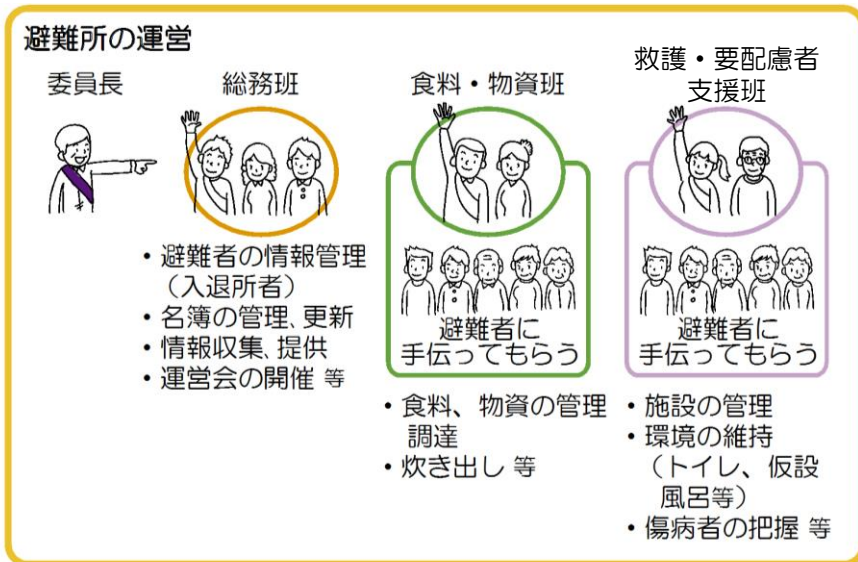 避難所の運営
委員長
総務班
食料・物資班
救護・要配慮者
支援班
・避難者の情報管理
（入退所者）
・名簿の管理、更新
・情報収集、提供
・運営会の開催 等
避難者に
手伝ってもらう
・食料、物資の管理
調達
・炊き出し 等
避難者に
手伝ってもらう
・施設の管理
・環境の維持
（トイレ、仮設
風呂等）
・傷病者の把握 等